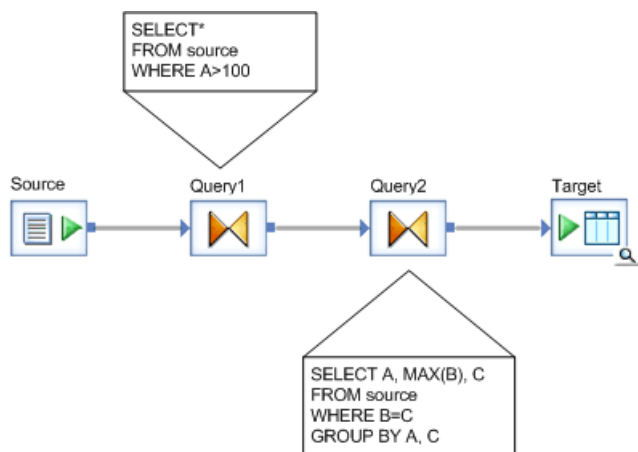 SELECT*
FROM source
WHERE A>100
Source
Query1
Query2
Target
SELECT A, MAX(B), C
FROM source
WHERE B=C
GROUP BY A, C